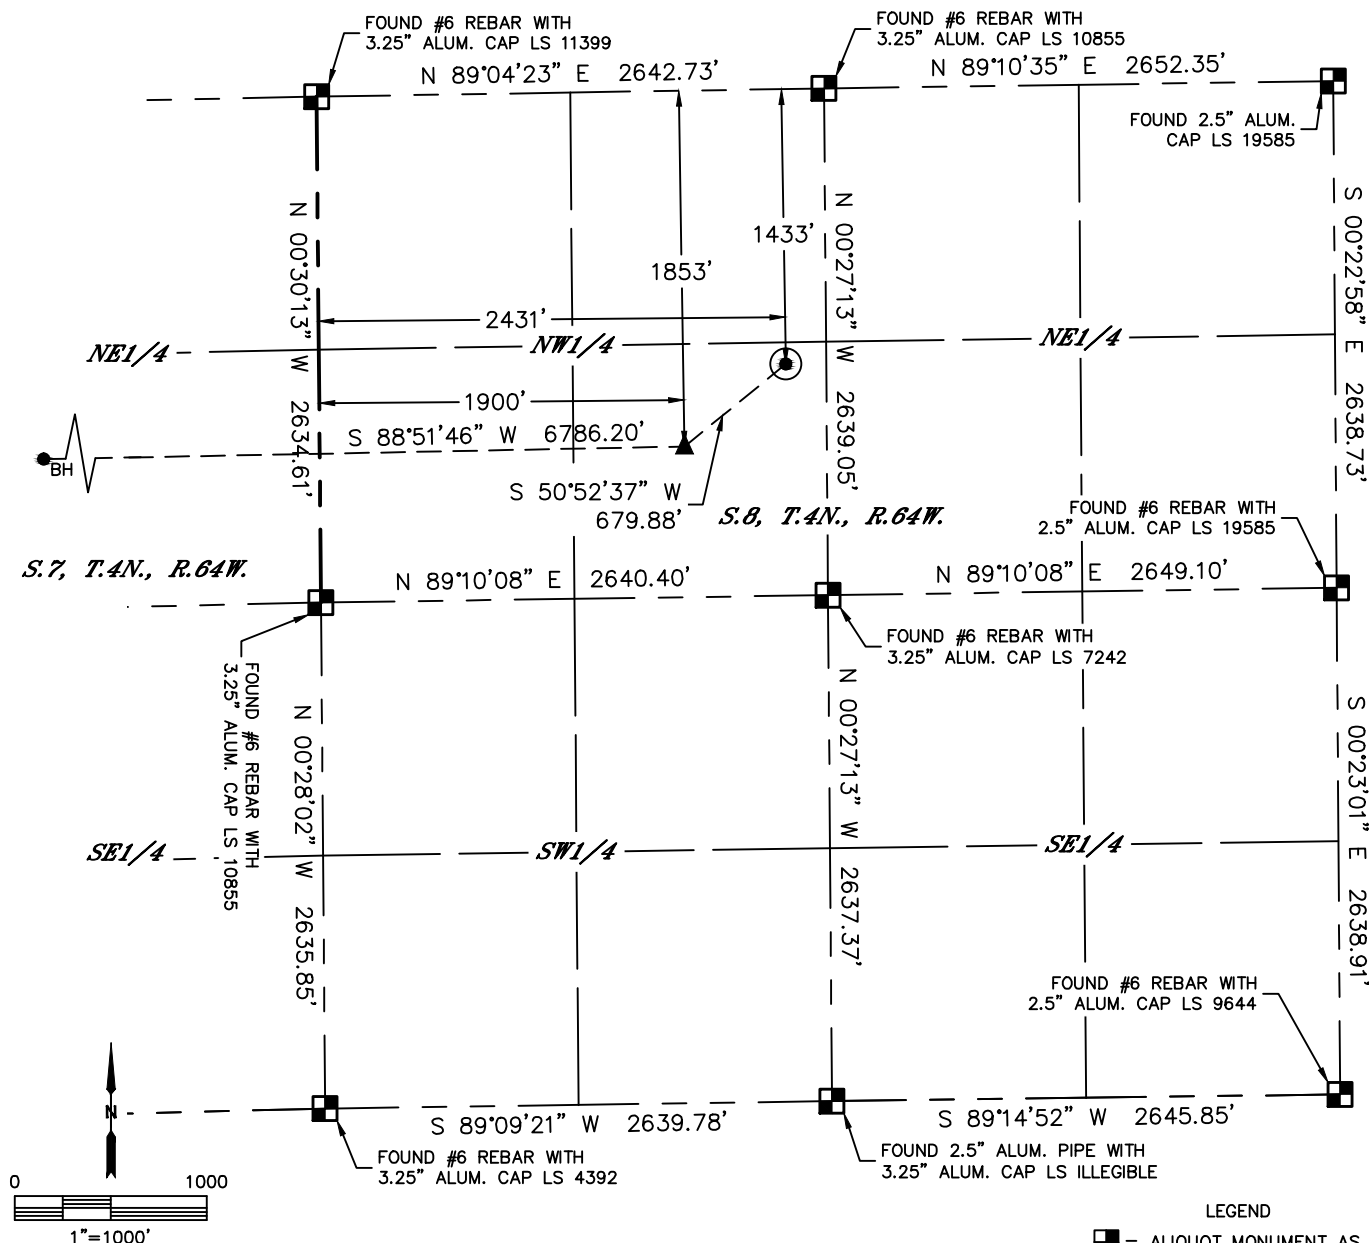 FOUND #6 REBAR WITH
3.25" ALUM. CAP LS 11399
FOUND #6 REBAR WITH
3.25" ALUM. CAP LS 10855
N 89°04'23" E 2642.73'
N 89°10'35" E 2652.35'
FOUND 2.5" ALUM.
CAP LS 19585
N 00°30'13" W 2634.61'
N 00°27'13" W 2639.05'
S 00°22'58" E 2638.73'
1433'
1853'
2431'
NE1/4
NW1/4
NE1/4
1900'
S 88°51'46" W 6786.20'
BH
S 50°52'37" W
679.88'
S.8, T.4N., R.64W.
FOUND #6 REBAR WITH
2.5" ALUM. CAP LS 19585
S.7, T.4N., R.64W.
N 89°10'08" E 2640.40'
N 89°10'08" E 2649.10'
FOUND #6 REBAR WITH
3.25" ALUM. CAP LS 7242
FOUND #6 REBAR WITH
3.25" ALUM. CAP LS 10855
N 00°28'02" W 2635.85'
N 00°27'13" W 2637.37'
S 00°23'01" E 2638.91'
SE1/4
SW1/4
SE1/4
FOUND #6 REBAR WITH
2.5" ALUM. CAP LS 9644
N
S 89°09'21" W 2639.78'
S 89°14'52" W 2645.85'
FOUND #6 REBAR WITH
3.25" ALUM. CAP LS 4392
FOUND 2.5" ALUM. PIPE WITH
3.25" ALUM. CAP LS ILLEGIBLE
0 1000
1"=1000'
LEGEND
= ALIQUOT MONUMENT AS